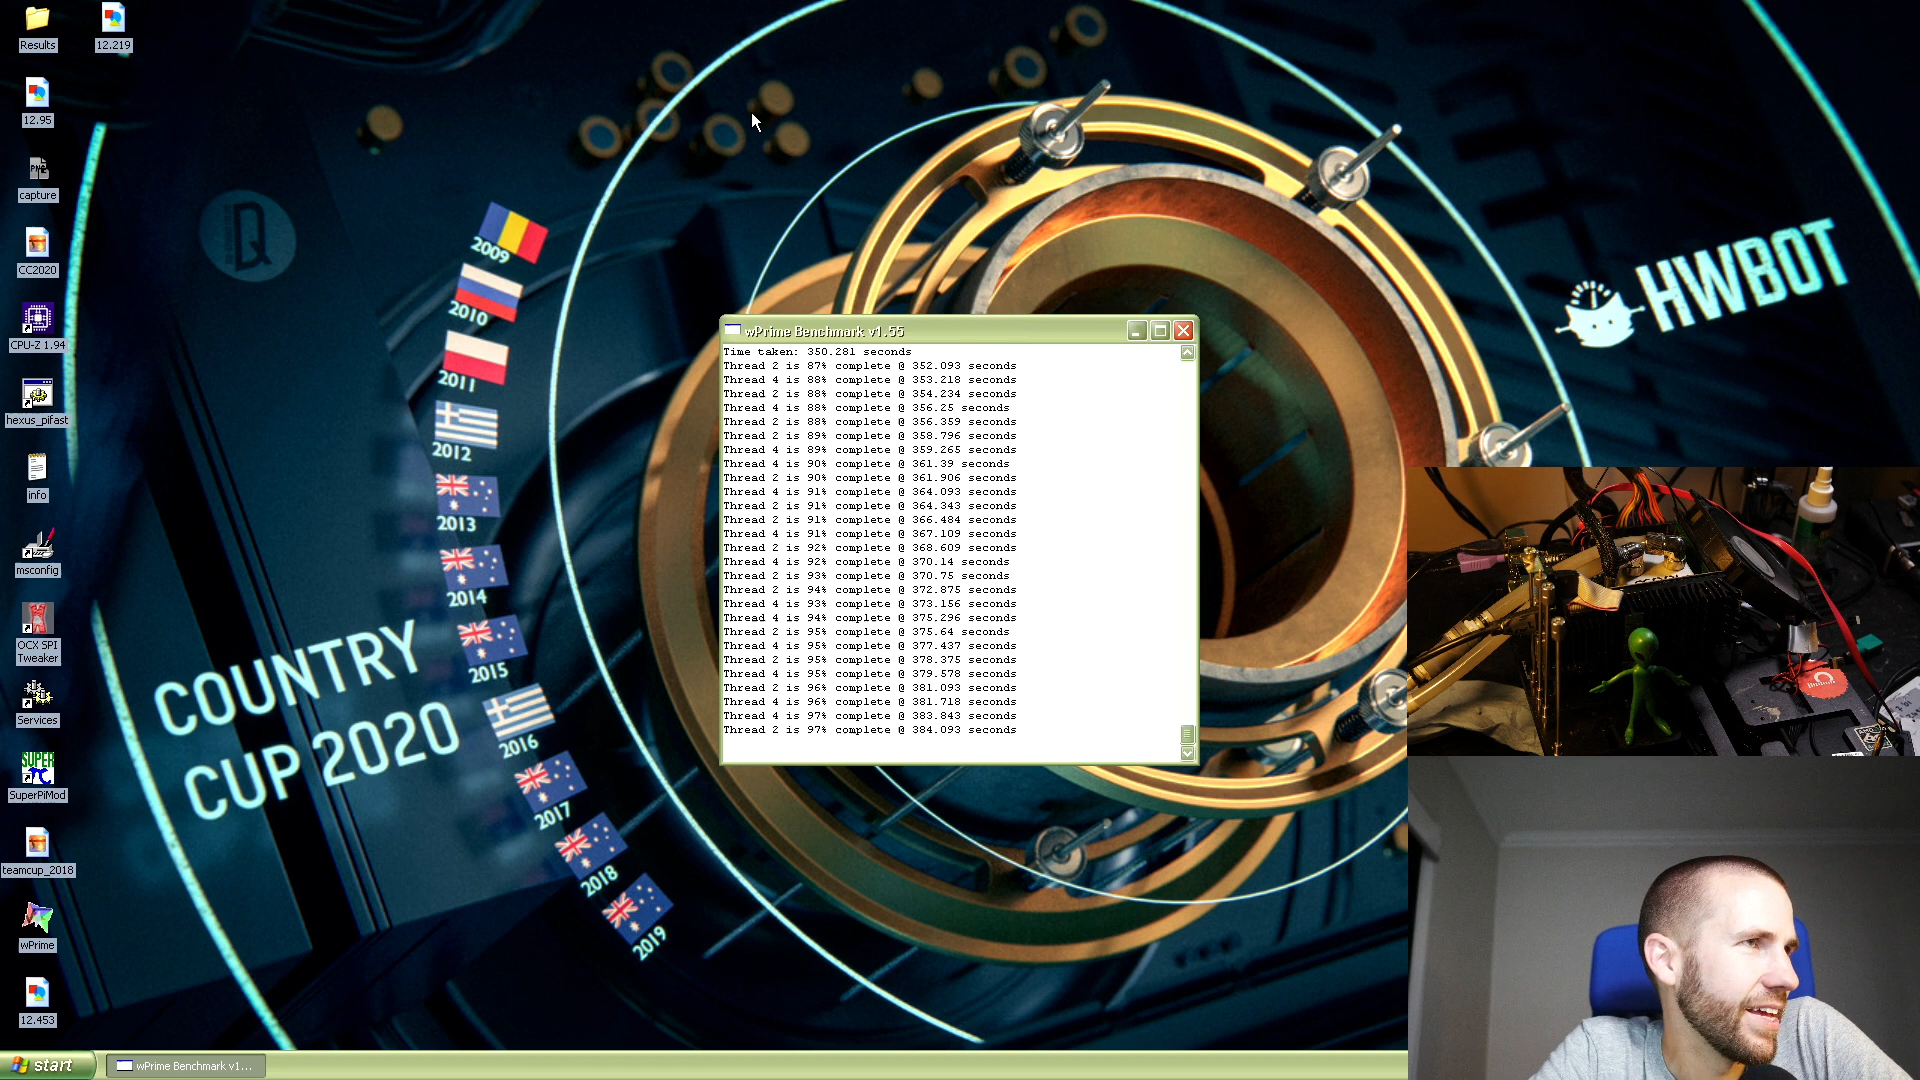 Results
12.219
12.95
capture
CC2020
CPU-Z 1.94
hexus_pifast
info
msconfig
OCX SPI
Tweaker
Services
SUPER
SuperPiMod
teamcup_2018
wPrime
12.453
2009
2010
2011
2012
2013
2014
2015
2016
2017
2018
2019
COUNTRY
CUP 2020
HWBOT
wPrime Benchmark v1.55
Time taken: 350.281 seconds
Thread 2 is 87% complete @ 352.093 seconds
Thread 4 is 88% complete @ 353.218 seconds
Thread 2 is 88% complete @ 354.234 seconds
Thread 4 is 88% complete @ 356.25 seconds
Thread 2 is 88% complete @ 356.359 seconds
Thread 2 is 89% complete @ 358.796 seconds
Thread 4 is 89% complete @ 359.265 seconds
Thread 4 is 90% complete @ 361.39 seconds
Thread 2 is 90% complete @ 361.906 seconds
Thread 4 is 91% complete @ 364.093 seconds
Thread 2 is 91% complete @ 364.343 seconds
Thread 2 is 91% complete @ 366.484 seconds
Thread 4 is 91% complete @ 367.109 seconds
Thread 2 is 92% complete @ 368.609 seconds
Thread 4 is 92% complete @ 370.14 seconds
Thread 2 is 93% complete @ 370.75 seconds
Thread 2 is 94% complete @ 372.875 seconds
Thread 4 is 93% complete @ 373.156 seconds
Thread 4 is 94% complete @ 375.296 seconds
Thread 2 is 95% complete @ 375.64 seconds
Thread 4 is 95% complete @ 377.437 seconds
Thread 2 is 95% complete @ 378.375 seconds
Thread 4 is 95% complete @ 379.578 seconds
Thread 2 is 96% complete @ 381.093 seconds
Thread 4 is 96% complete @ 381.718 seconds
Thread 4 is 97% complete @ 383.843 seconds
Thread 2 is 97% complete @ 384.093 seconds
start
wPrime Benchmark v1...